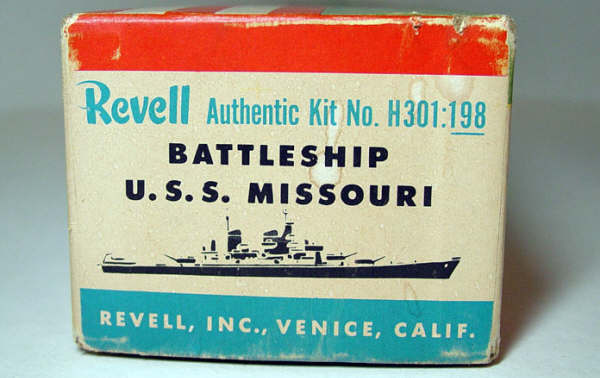 Revell Authentic Kit No. H301:198
BATTLESHIP
U.S.S. MISSOURI
REVELL, INC., VENICE, CALIF.